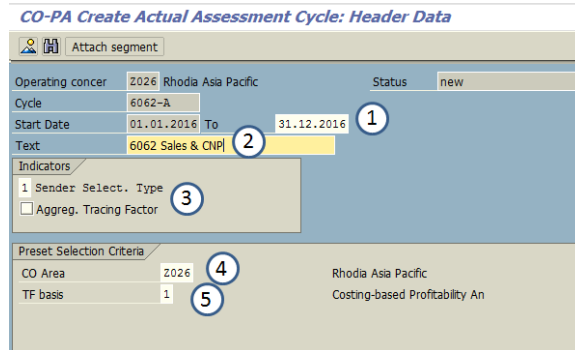 CO-PA Create Actual Assessment Cycle: Header Data
Attach segment
Operating concer Z026 Rhodia Asia Pacific Status new
Cycle 6062-A
Start Date 01.01.2016 To 31.12.2016 1
Text 6062 Sales & CNP 2
Indicators
1 Sender Select. Type
3
Aggreg. Tracing Factor
Preset Selection Criteria
CO Area Z026 4 Rhodia Asia Pacific
TF basis 1 5 Costing-based Profitability An